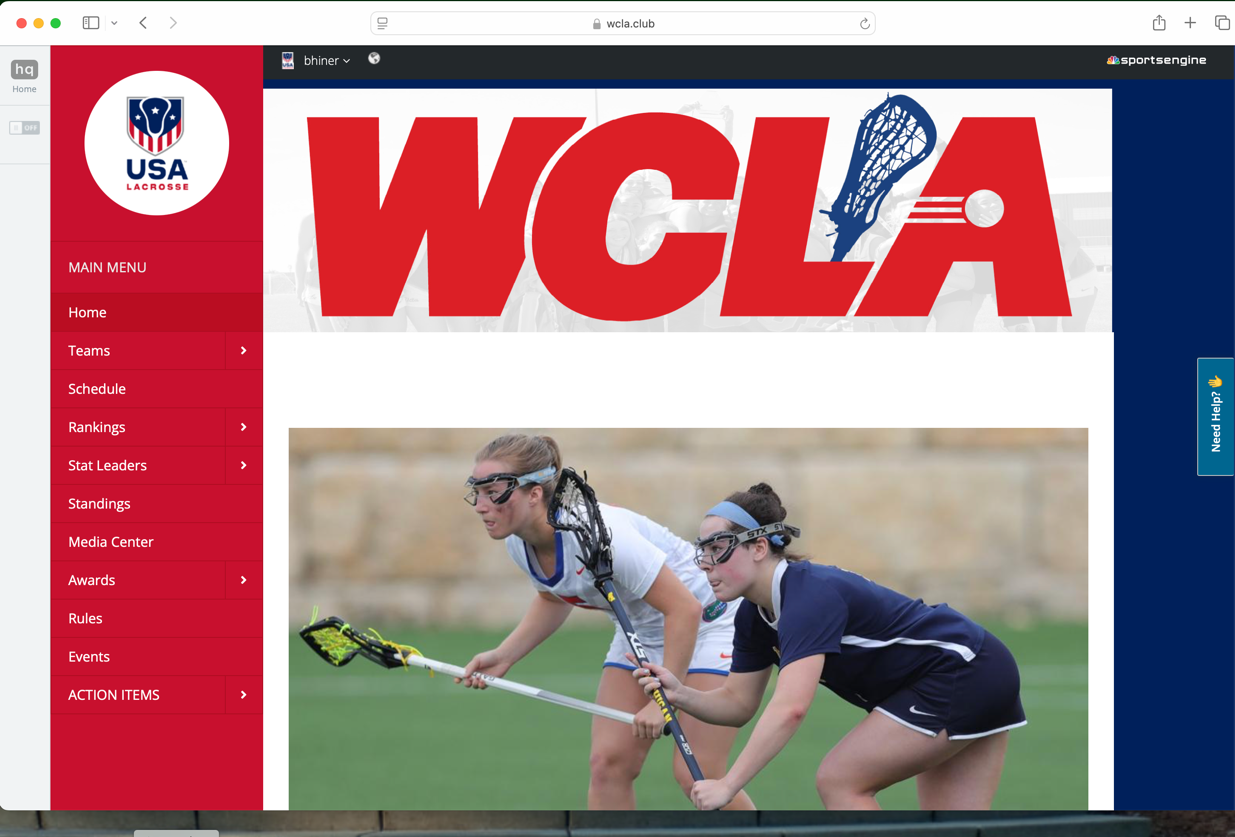 wcla.club
hq
Home
OFF
bhiner
sportsengine
USA
LACROSSE
WCLA
MAIN MENU
Home
Teams
Schedule
Rankings
Stat Leaders
Standings
Media Center
Awards
Rules
Events
ACTION ITEMS
Need Help? 👋
STX